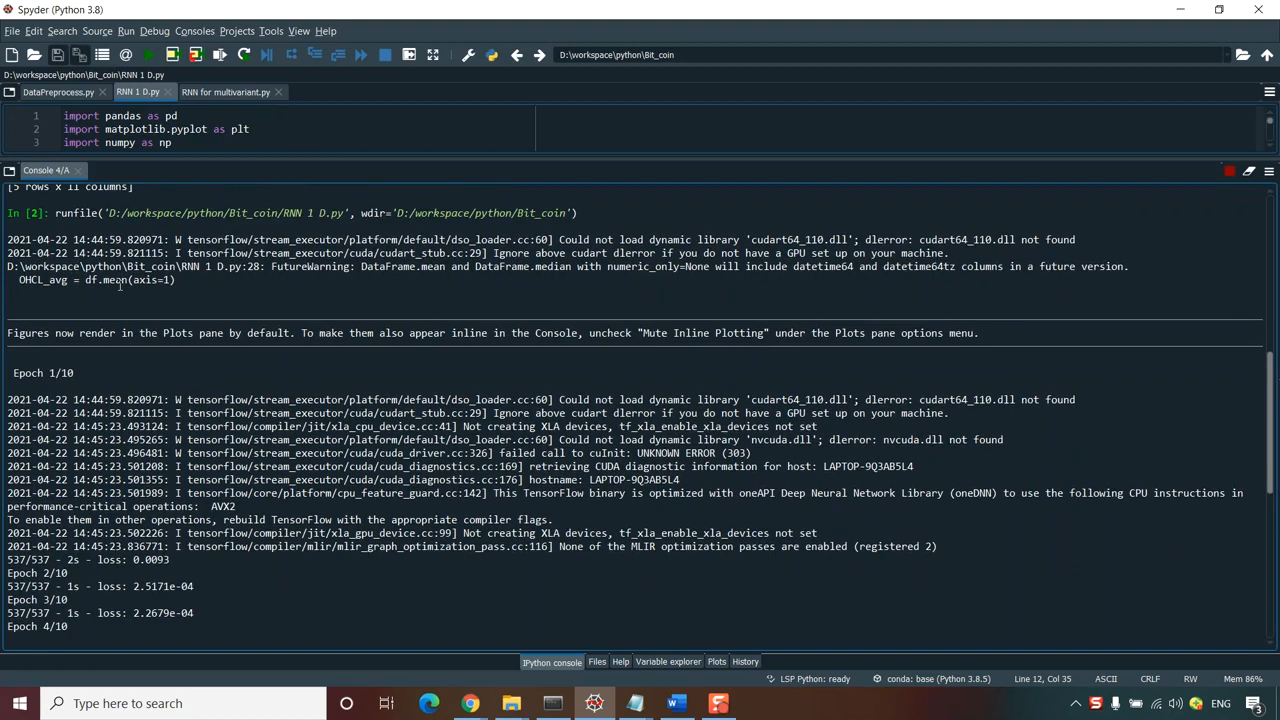 Spyder (Python 3.8)
File Edit Search Source Run Debug Consoles Projects Tools View Help
D:\workspace\python\Bit_coin
D:\workspace\python\Bit_coin\RNN 1 D.py
DataPreprocess.py RNN 1 D.py RNN for multivariant.py
1 import pandas as pd
2 import matplotlib.pyplot as plt
3 import numpy as np
Console 4/A
[5 rows x 11 columns]
In [2]: runfile('D:/workspace/python/Bit_coin/RNN 1 D.py', wdir='D:/workspace/python/Bit_coin')
2021-04-22 14:44:59.820971: W tensorflow/stream_executor/platform/default/dso_loader.cc:60] Could not load dynamic library 'cudart64_110.dll'; dlerror: cudart64_110.dll not found
2021-04-22 14:44:59.821115: I tensorflow/stream_executor/cuda/cudart_stub.cc:29] Ignore above cudart dlerror if you do not have a GPU set up on your machine.
D:\workspace\python\Bit_coin\RNN 1 D.py:28: FutureWarning: DataFrame.mean and DataFrame.median with numeric_only=None will include datetime64 and datetime64tz columns in a future version.
OHCL_avg = df.mean(axis=1)
Figures now render in the Plots pane by default. To make them also appear inline in the Console, uncheck "Mute Inline Plotting" under the Plots pane options menu.
Epoch 1/10
2021-04-22 14:44:59.820971: W tensorflow/stream_executor/platform/default/dso_loader.cc:60] Could not load dynamic library 'cudart64_110.dll'; dlerror: cudart64_110.dll not found
2021-04-22 14:44:59.821115: I tensorflow/stream_executor/cuda/cudart_stub.cc:29] Ignore above cudart dlerror if you do not have a GPU set up on your machine.
2021-04-22 14:45:23.493124: I tensorflow/compiler/jit/xla_cpu_device.cc:41] Not creating XLA devices, tf_xla_enable_xla_devices not set
2021-04-22 14:45:23.495265: W tensorflow/stream_executor/platform/default/dso_loader.cc:60] Could not load dynamic library 'nvcuda.dll'; dlerror: nvcuda.dll not found
2021-04-22 14:45:23.496481: W tensorflow/stream_executor/cuda/cuda_driver.cc:326] failed call to cuInit: UNKNOWN ERROR (303)
2021-04-22 14:45:23.501208: I tensorflow/stream_executor/cuda/cuda_diagnostics.cc:169] retrieving CUDA diagnostic information for host: LAPTOP-9Q3AB5L4
2021-04-22 14:45:23.501355: I tensorflow/stream_executor/cuda/cuda_diagnostics.cc:176] hostname: LAPTOP-9Q3AB5L4
2021-04-22 14:45:23.501989: I tensorflow/core/platform/cpu_feature_guard.cc:142] This TensorFlow binary is optimized with oneAPI Deep Neural Network Library (oneDNN) to use the following CPU instructions in
performance-critical operations:  AVX2
To enable them in other operations, rebuild TensorFlow with the appropriate compiler flags.
2021-04-22 14:45:23.502226: I tensorflow/compiler/jit/xla_gpu_device.cc:99] Not creating XLA devices, tf_xla_enable_xla_devices not set
2021-04-22 14:45:23.836771: I tensorflow/compiler/mlir/mlir_graph_optimization_pass.cc:116] None of the MLIR optimization passes are enabled (registered 2)
537/537 - 2s - loss: 0.0093
Epoch 2/10
537/537 - 1s - loss: 2.5171e-04
Epoch 3/10
537/537 - 1s - loss: 2.2679e-04
Epoch 4/10
IPython console Files Help Variable explorer Plots History
LSP Python: ready conda: base (Python 3.8.5) Line 12, Col 35 ASCII CRLF RW Mem 86%
Type here to search ENG 3